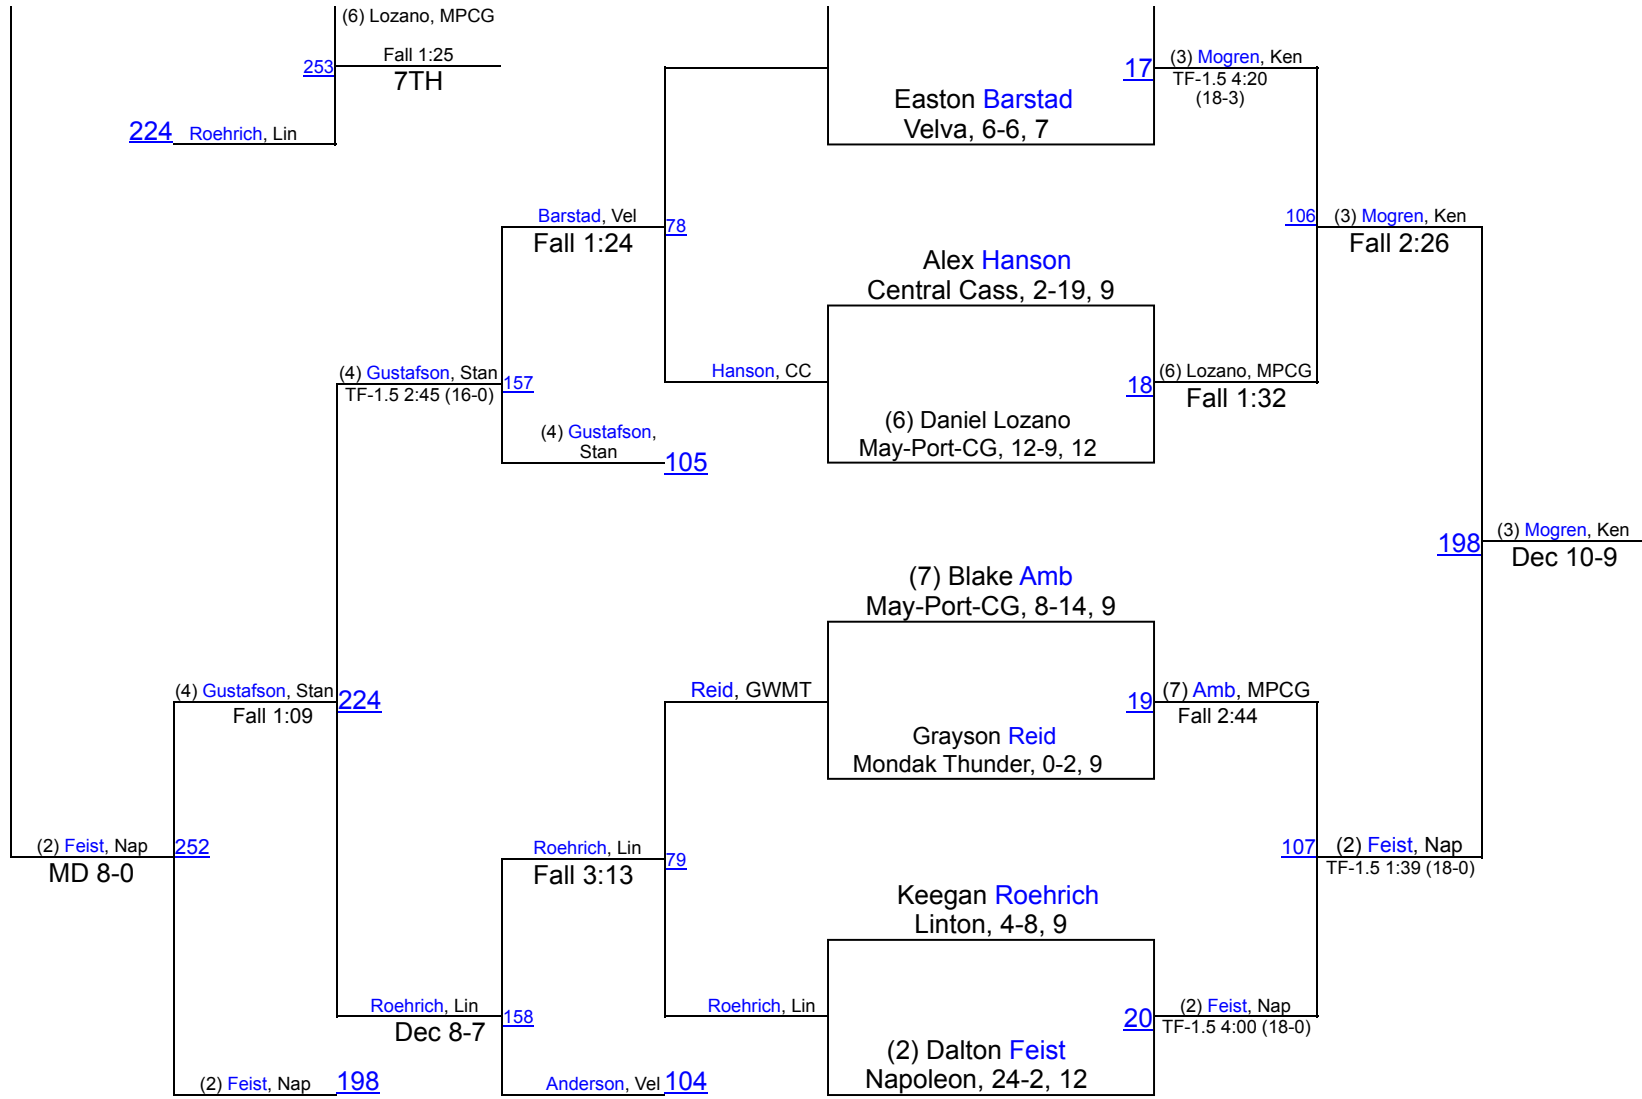 (6) Lozano, MPCG
Fall 1:25
253
7TH
224 Roehrich, Lin
17
(3) Mogren, Ken
TF-1.5 4:20
(18-3)
Easton Barstad
Velva, 6-6, 7
Barstad, Vel
78
Fall 1:24
106
(3) Mogren, Ken
Fall 2:26
Alex Hanson
Central Cass, 2-19, 9
(4) Gustafson, Stan
157
TF-1.5 2:45 (16-0)
Hanson, CC
18
(6) Lozano, MPCG
Fall 1:32
(6) Daniel Lozano
May-Port-CG, 12-9, 12
(4) Gustafson,
Stan
105
198
(3) Mogren, Ken
Dec 10-9
(7) Blake Amb
May-Port-CG, 8-14, 9
(4) Gustafson, Stan
224
Fall 1:09
Reid, GWMT
19
(7) Amb, MPCG
Fall 2:44
Grayson Reid
Mondak Thunder, 0-2, 9
(2) Feist, Nap
252
MD 8-0
Roehrich, Lin
79
Fall 3:13
107
(2) Feist, Nap
TF-1.5 1:39 (18-0)
Keegan Roehrich
Linton, 4-8, 9
Roehrich, Lin
158
Dec 8-7
Roehrich, Lin
20
(2) Feist, Nap
TF-1.5 4:00 (18-0)
(2) Dalton Feist
Napoleon, 24-2, 12
(2) Feist, Nap 198
Anderson, Vel 104